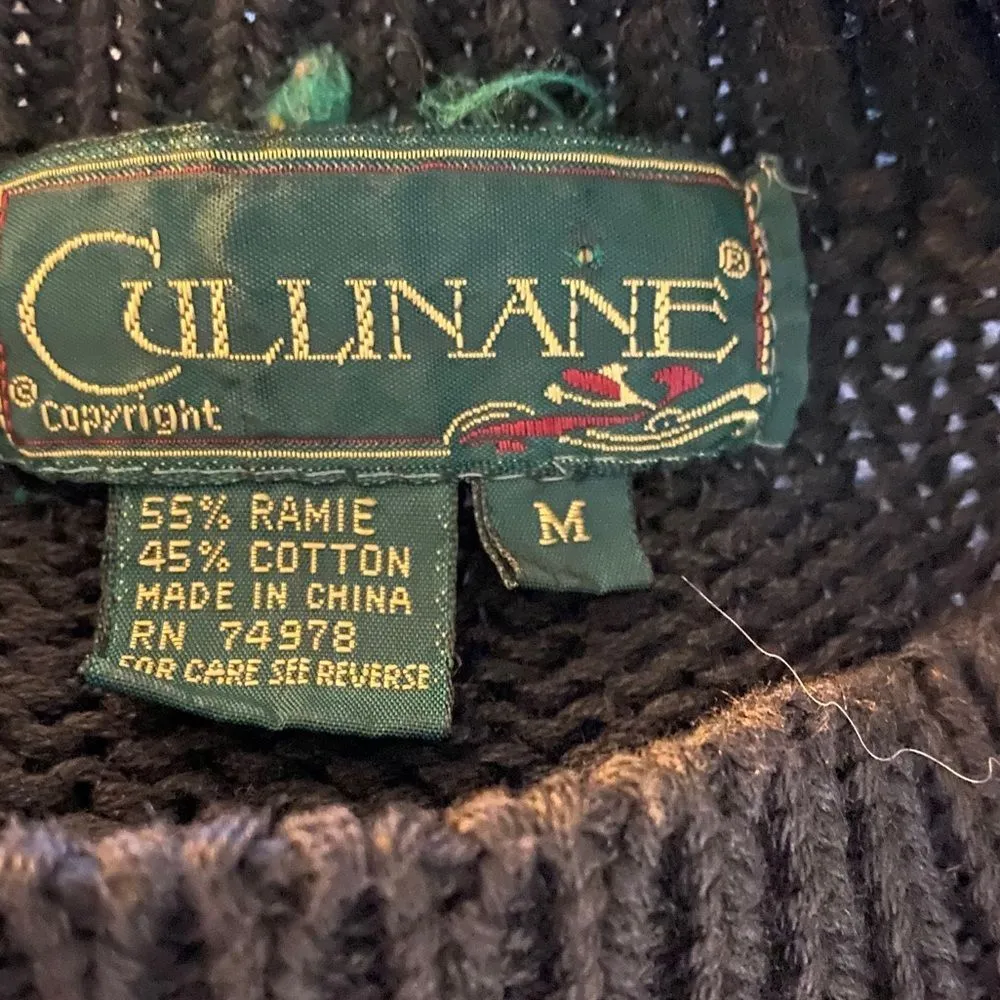 CULLINANE®
© Copyright
55% RAMIE
45% COTTON
MADE IN CHINA
RN 74978
FOR CARE SEE REVERSE
M